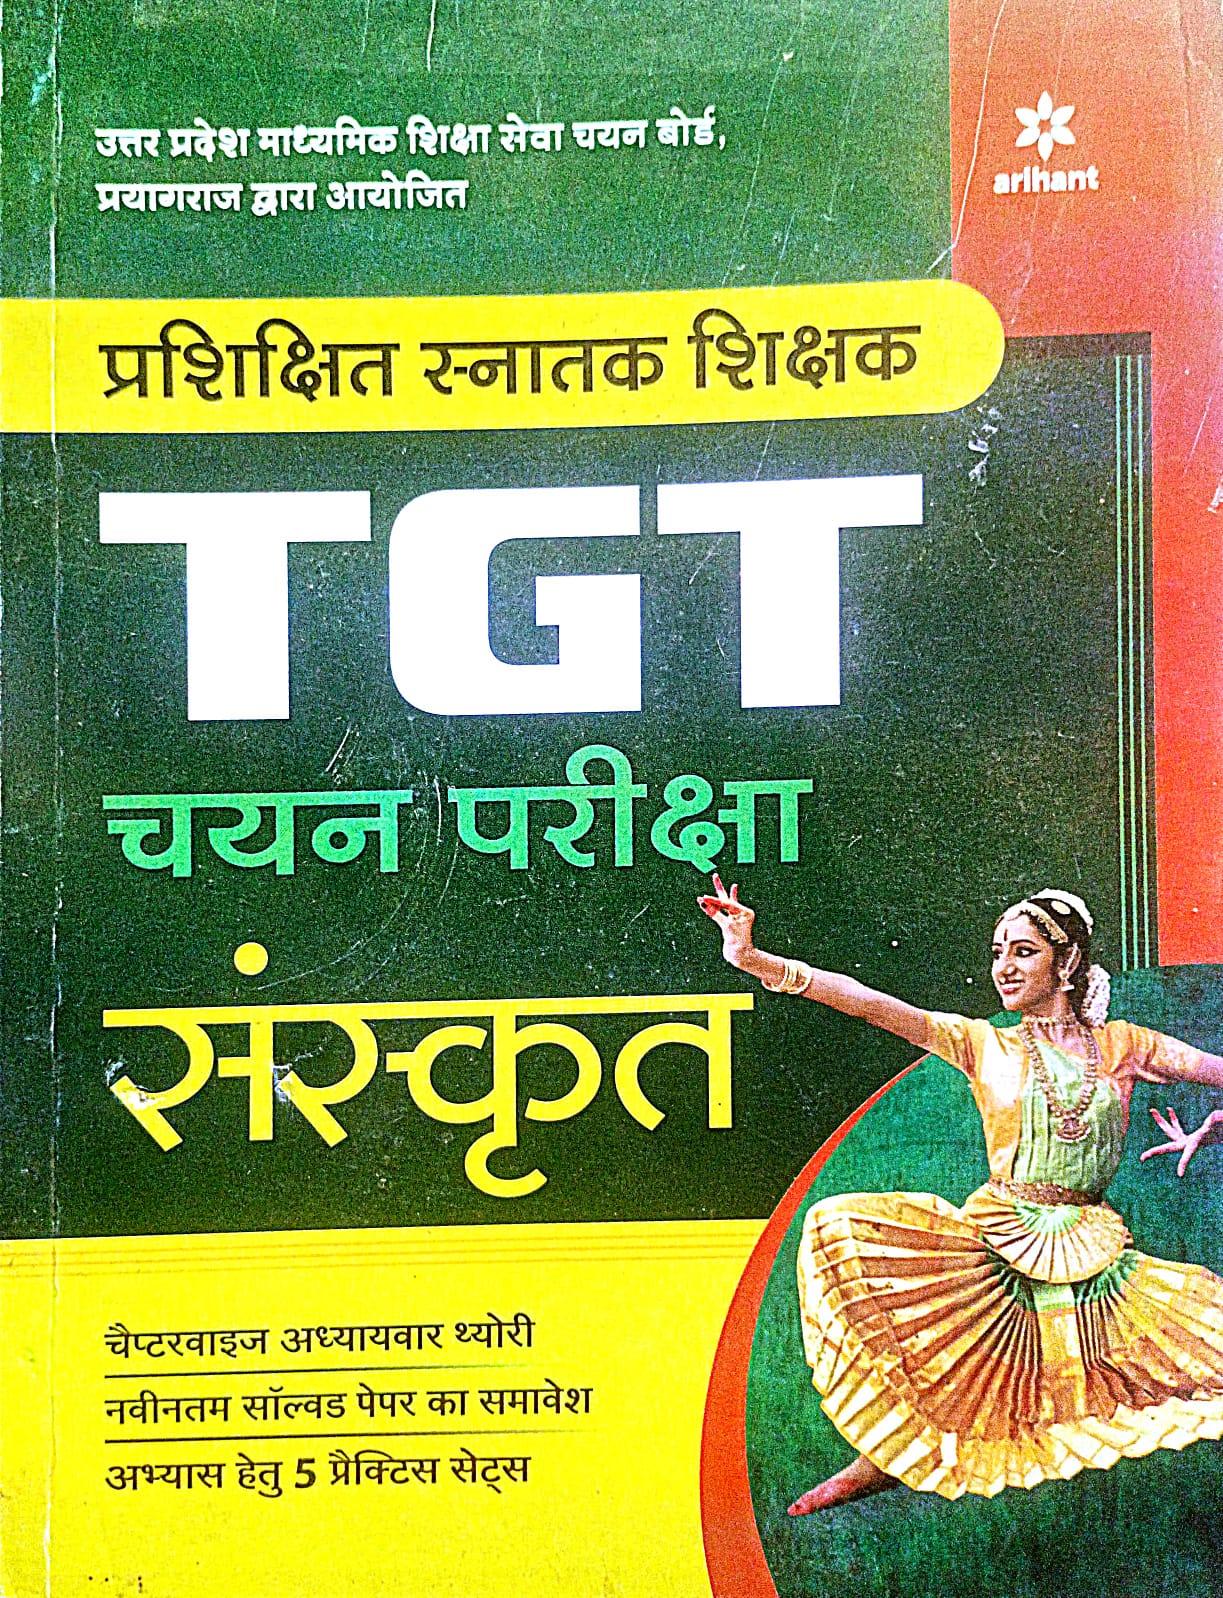 उत्तर प्रदेश माध्यमिक शिक्षा सेवा चयन बोर्ड,
प्रयागराज द्वारा आयोजित
arihant
प्रशिक्षित स्नातक शिक्षक
TGT
चयन परीक्षा
संस्कृत
चैप्टरवाइज अध्यायवार थ्योरी
नवीनतम सॉल्वड पेपर का समावेश
अभ्यास हेतु 5 प्रैक्टिस सेट्स